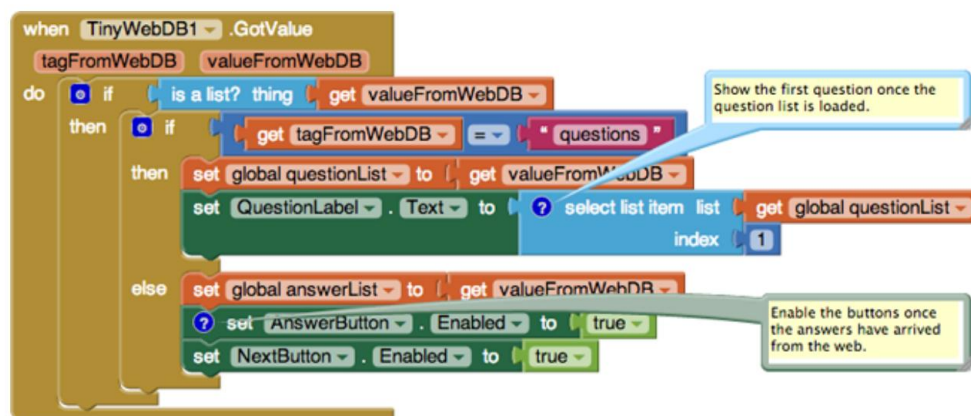 when TinyWebDB1 .GotValue
tagFromWebDB valueFromWebDB
do if is a list? thing get valueFromWebDB
then if get tagFromWebDB = " questions "
then set global questionList to get valueFromWebDB
set QuestionLabel . Text to ? select list item list get global questionList
index 1
else set global answerList to get valueFromWebDB
? set AnswerButton . Enabled to true
set NextButton . Enabled to true
Show the first question once the
question list is loaded.
Enable the buttons once
the answers have arrived
from the web.